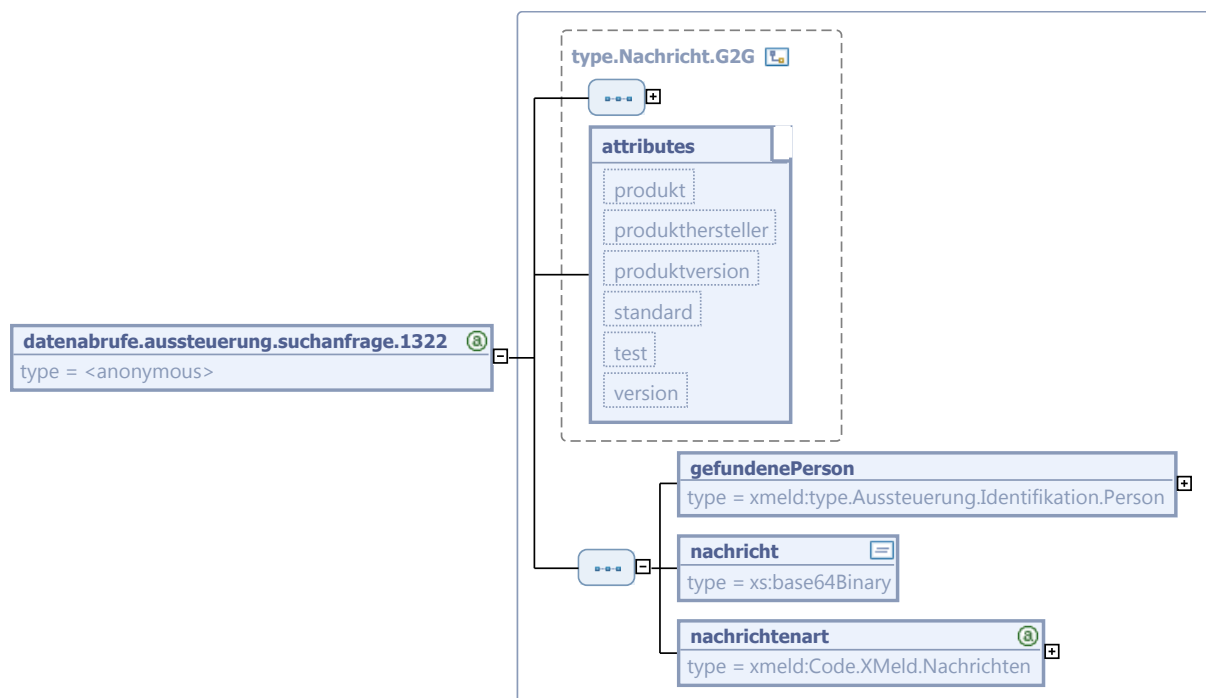 type.Nachricht.G2G
attributes
produkt
produkthersteller
produktversion
standard
test
version
datenabrufe.aussteuerung.suchanfrage.1322
type = <anonymous>
gefundenePerson
type = xmeld:type.Aussteuerung.Identifikation.Person
nachricht
type = xs:base64Binary
nachrichtenart
type = xmeld:Code.XMeld.Nachrichten